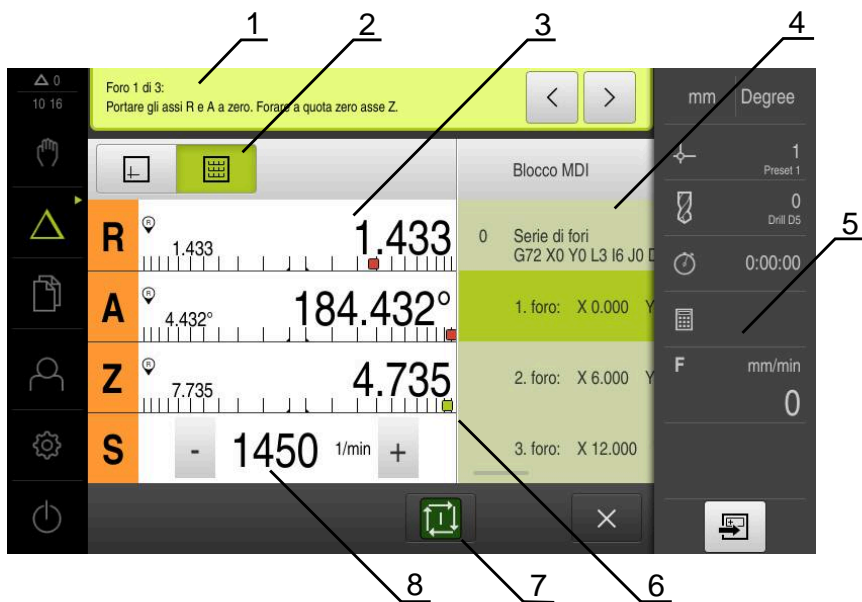 1
2
3
4
0
10 16
Foro 1 di 3:
Portare gli assi R e A a zero. Forare a quota zero asse Z.
<
>
mm
Degree
Blocco MDI
1
Preset 1
0
Drill D5
R
R
1.433
1.433
0
Serie di fori
G72 X0 Y0 L3 I6 J0 D
5
0:00:00
A
R
4.432°
184.432°
1. foro: X 0.000 Y
Z
R
7.735
4.735
2. foro: X 6.000 Y
F
mm/min
0
S
-
1450
1/min
+
3. foro: X 12.000
8
7
6